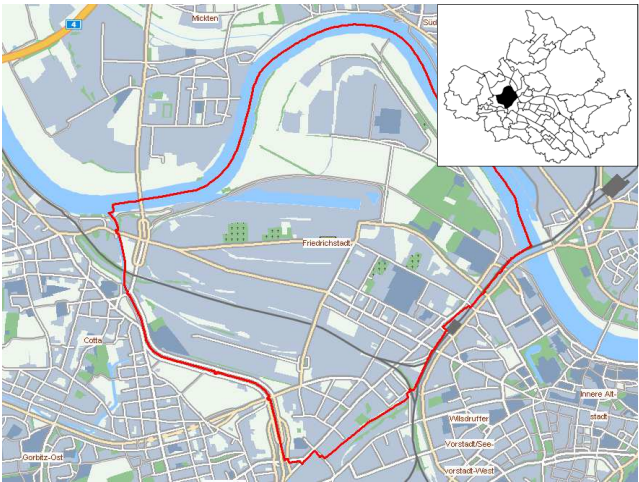 Mickten
Süd
4
Friedrichstadt
Cotta
Innere Alt-
stadt
Wilsdruffer
Vorstadt/See-
vorstadt-West
Gorbitz-Ost